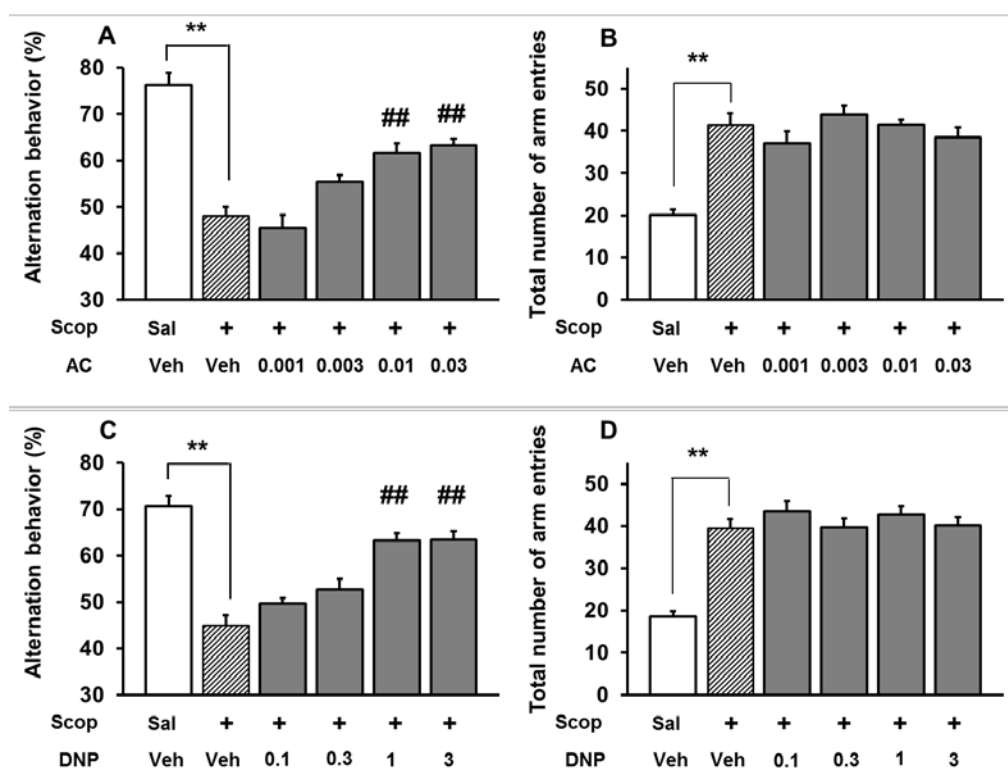 A
Alternation behavior (%)
**
80
70
60
50
40
30
## ##
Scop Sal + + + + +
AC Veh Veh 0.001 0.003 0.01 0.03
B
Total number of arm entries
**
50
40
30
20
10
0
Scop Sal + + + + +
AC Veh Veh 0.001 0.003 0.01 0.03
C
Alternation behavior (%)
**
80
70
60
50
40
30
## ##
Scop Sal + + + + +
DNP Veh Veh 0.1 0.3 1 3
D
Total number of arm entries
**
50
40
30
20
10
0
Scop Sal + + + + +
DNP Veh Veh 0.1 0.3 1 3